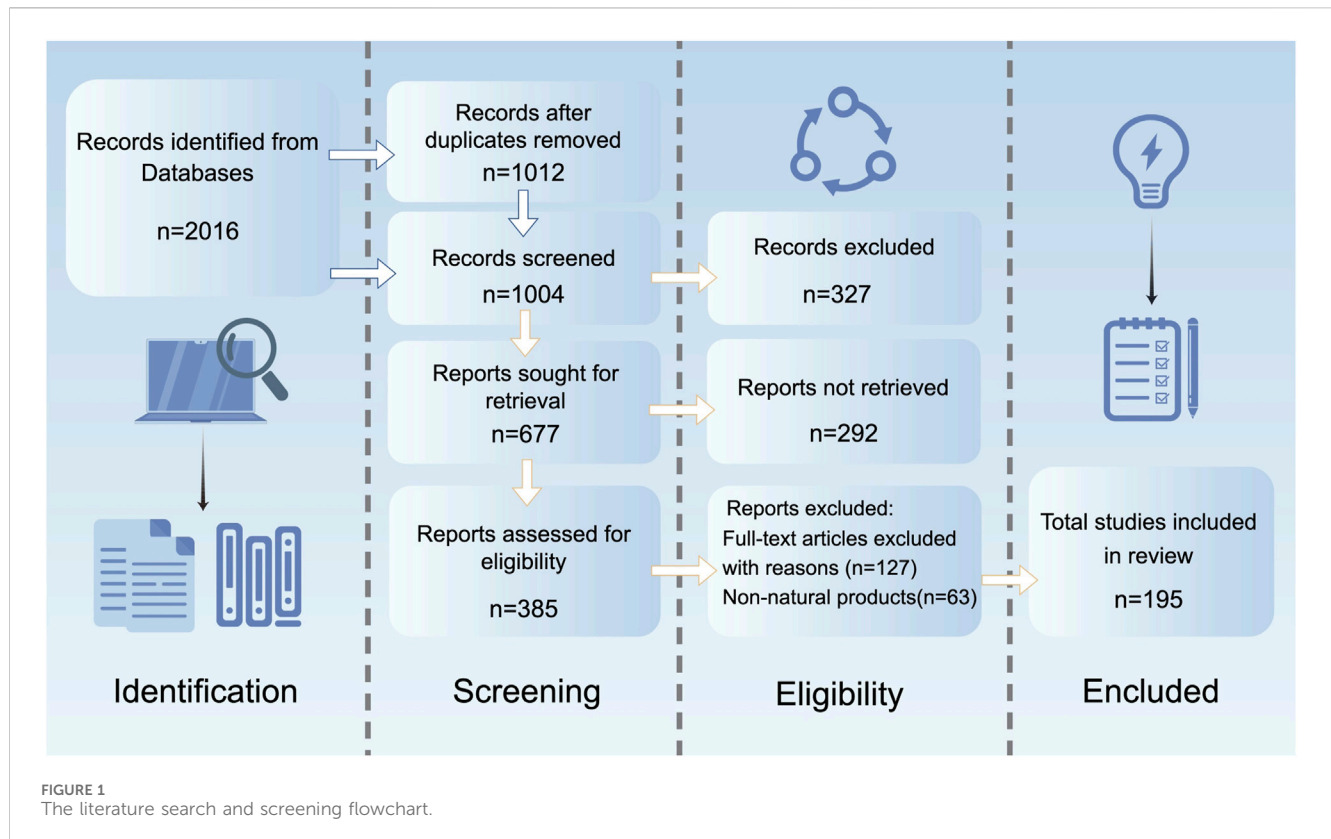 Records identified from
Databases
n=2016
Identification
Records after
duplicates removed
n=1012
Records screened
n=1004
Reports sought for
retrieval
n=677
Reports assessed for
eligibility
n=385
Screening
Records excluded
n=327
Reports not retrieved
n=292
Reports excluded:
Full-text articles excluded
with reasons (n=127)
Non-natural products(n=63)
Eligibility
Total studies included
in review
n=195
Encluded
FIGURE 1
The literature search and screening flowchart.